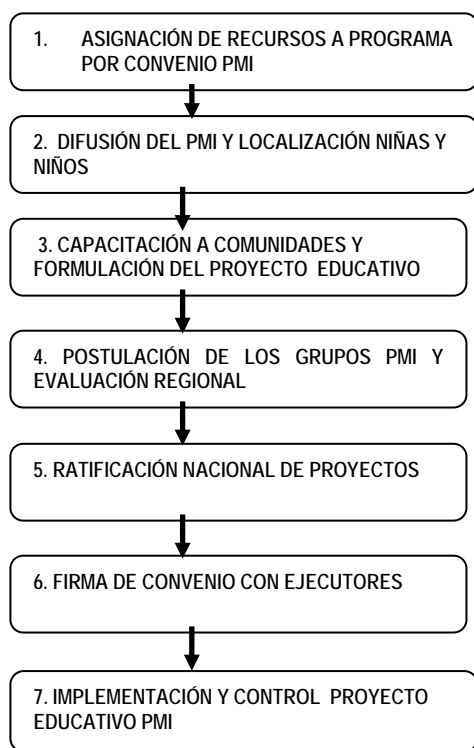 1. ASIGNACIÓN DE RECURSOS A PROGRAMA
POR CONVENIO PMI
2. DIFUSIÓN DEL PMI Y LOCALIZACIÓN NIÑAS Y
NIÑOS
3. CAPACITACIÓN A COMUNIDADES Y
FORMULACIÓN DEL PROYECTO EDUCATIVO
4. POSTULACIÓN DE LOS GRUPOS PMI Y
EVALUACIÓN REGIONAL
5. RATIFICACIÓN NACIONAL DE PROYECTOS
6. FIRMA DE CONVENIO CON EJECUTORES
7. IMPLEMENTACIÓN Y CONTROL PROYECTO
EDUCATIVO PMI